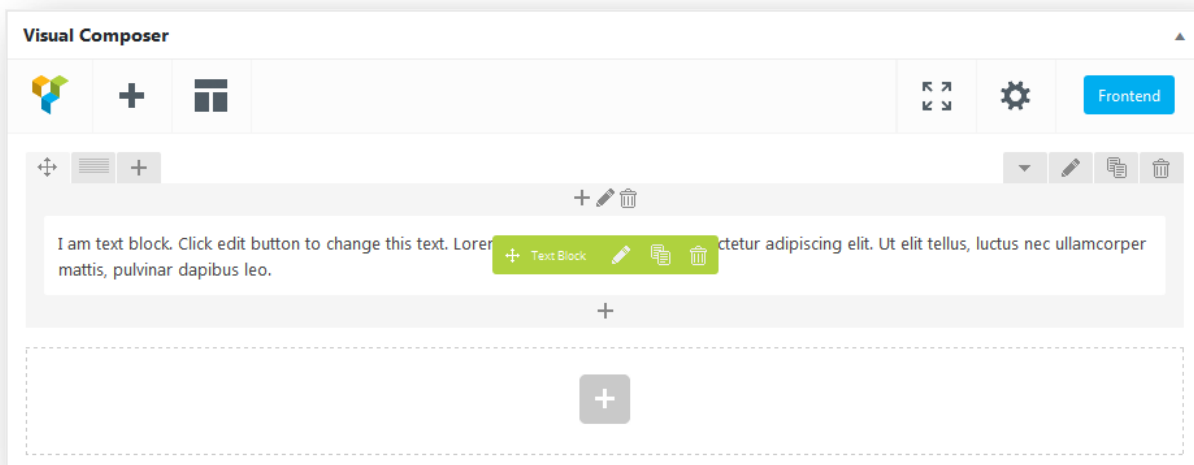 Visual Composer
Frontend
I am text block. Click edit button to change this text. Lorem ctetur adipiscing elit. Ut elit tellus, luctus nec ullamcorper
Text Block
mattis, pulvinar dapibus leo.